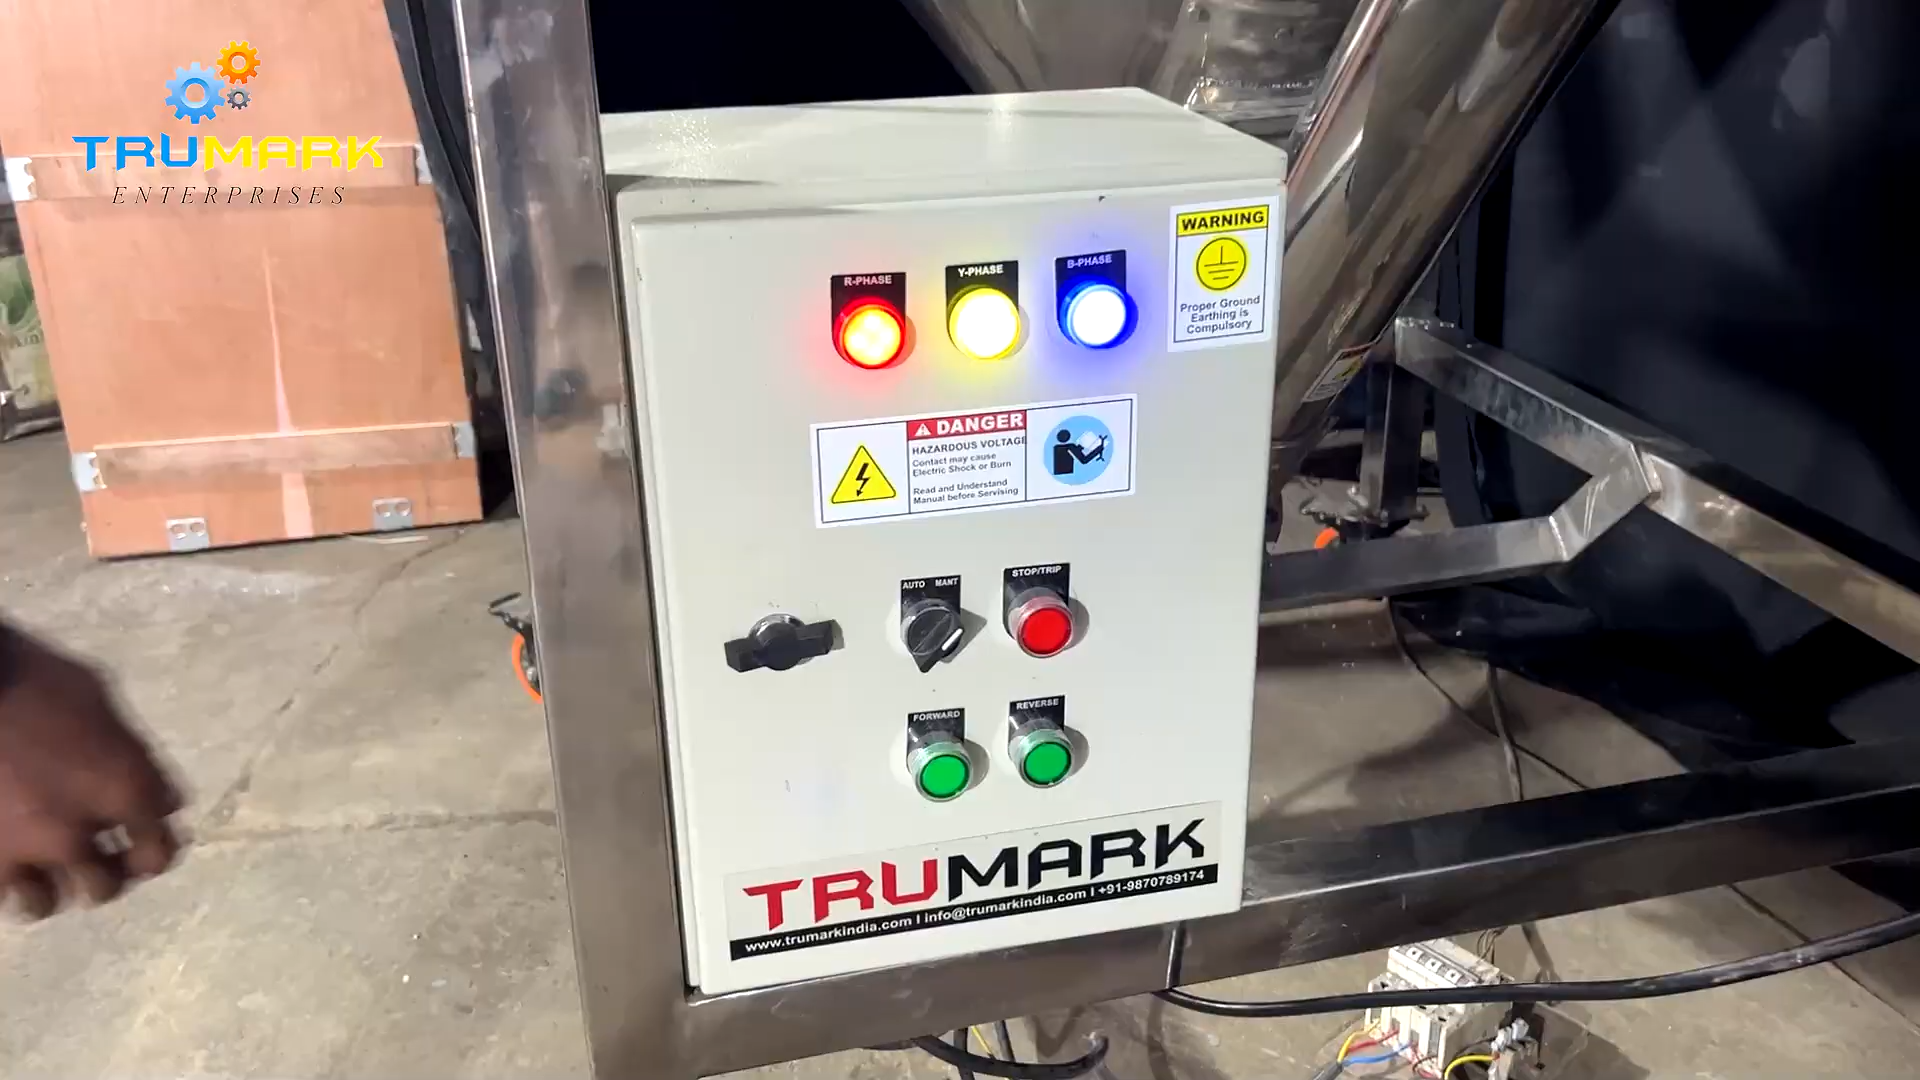 TRUMARK
ENTERPRISES
R-PHASE
Y-PHASE
B-PHASE
WARNING
Proper Ground
Earthing is
Compulsory
DANGER
HAZARDOUS VOLTAGE
Contact may cause
Electric Shock or Burn
Read and Understand
Manual before Servising
AUTO MANT
STOP/TRIP
FORWARD
REVERSE
TRUMARK
www.trumarkindia.com I info@trumarkindia.com I +91-9870789174